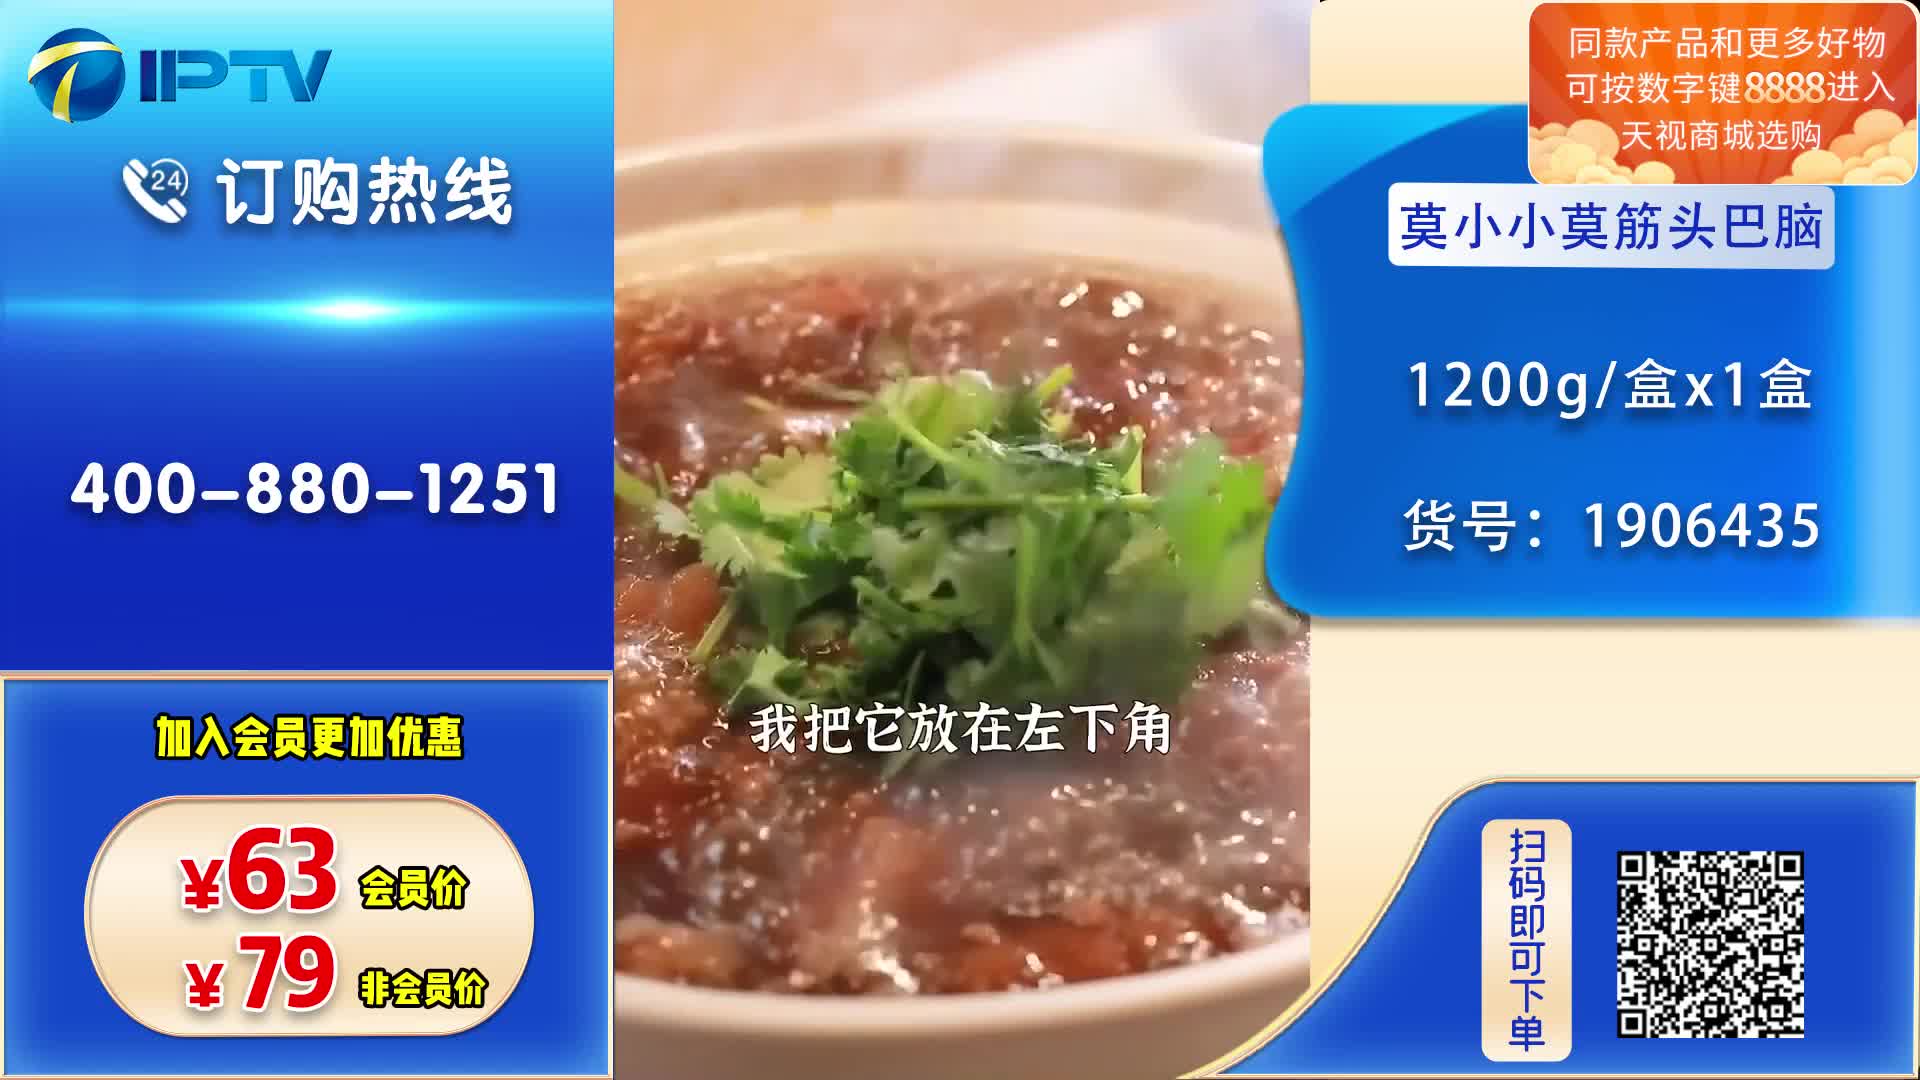 IPTV
24
订购热线
400-880-1251
加入会员更加优惠
¥63 会员价
¥79 非会员价
我把它放在左下角
同款产品和更多好物
可按数字键8888进入
天视商城选购
莫小小莫筋头巴脑
1200g/盒x1盒
货号：1906435
扫码即可下单